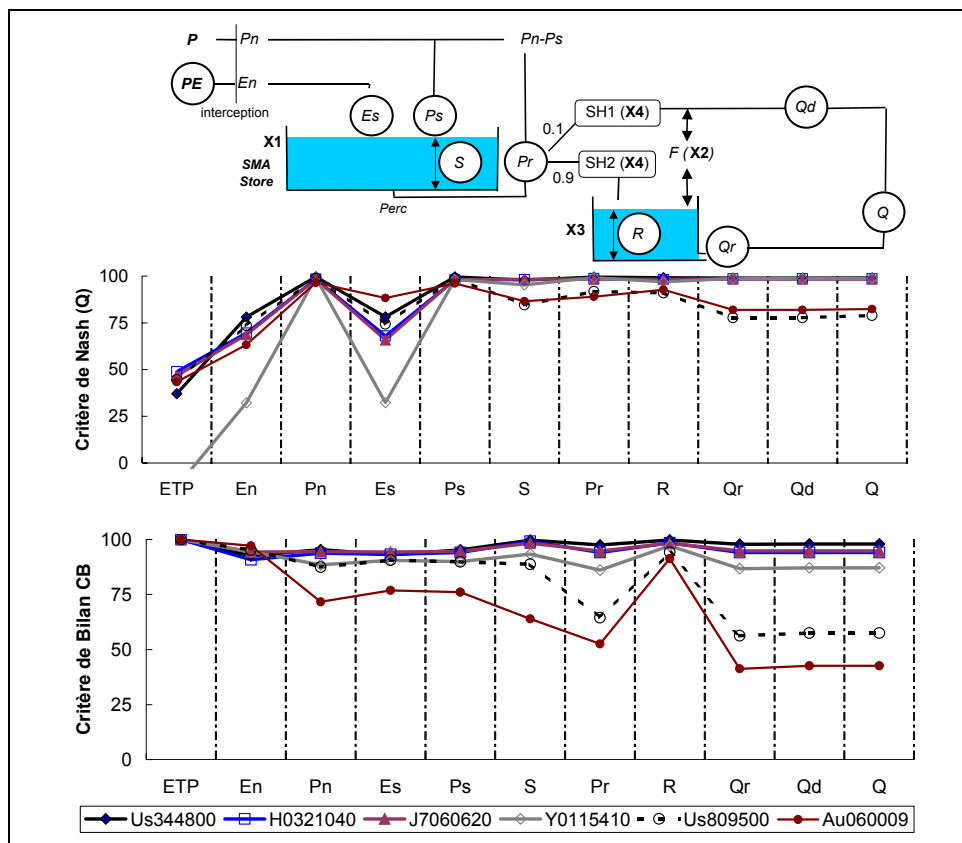 P Pn Pn-Ps
PE En
interception
Es Ps
SH1 (X4) Qd
0.1
X1
SMA
Store
S Pr F (X2)
0.9 SH2 (X4)
Perc
X3 R Qr Q
Critère de Nash (Q)
100
75
50
25
0
ETP En Pn Es Ps S Pr R Qr Qd Q
Critère de Bilan CB
100
75
50
25
0
ETP En Pn Es Ps S Pr R Qr Qd Q
Us344800 H0321040 J7060620 Y0115410 Us809500 Au060009